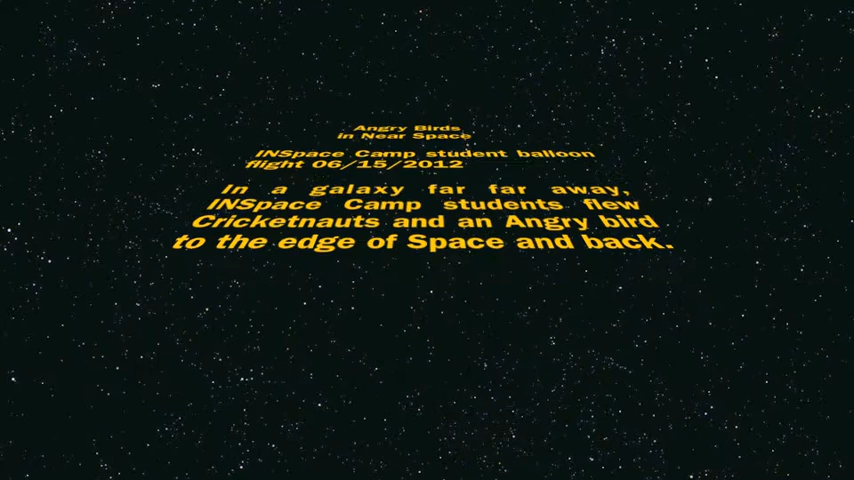 Angry Birds
in Near Space
INSpace Camp student balloon
flight 06/15/2012
In a galaxy far far away,
INSpace Camp students flew
Cricketnauts and an Angry bird
to the edge of Space and back.